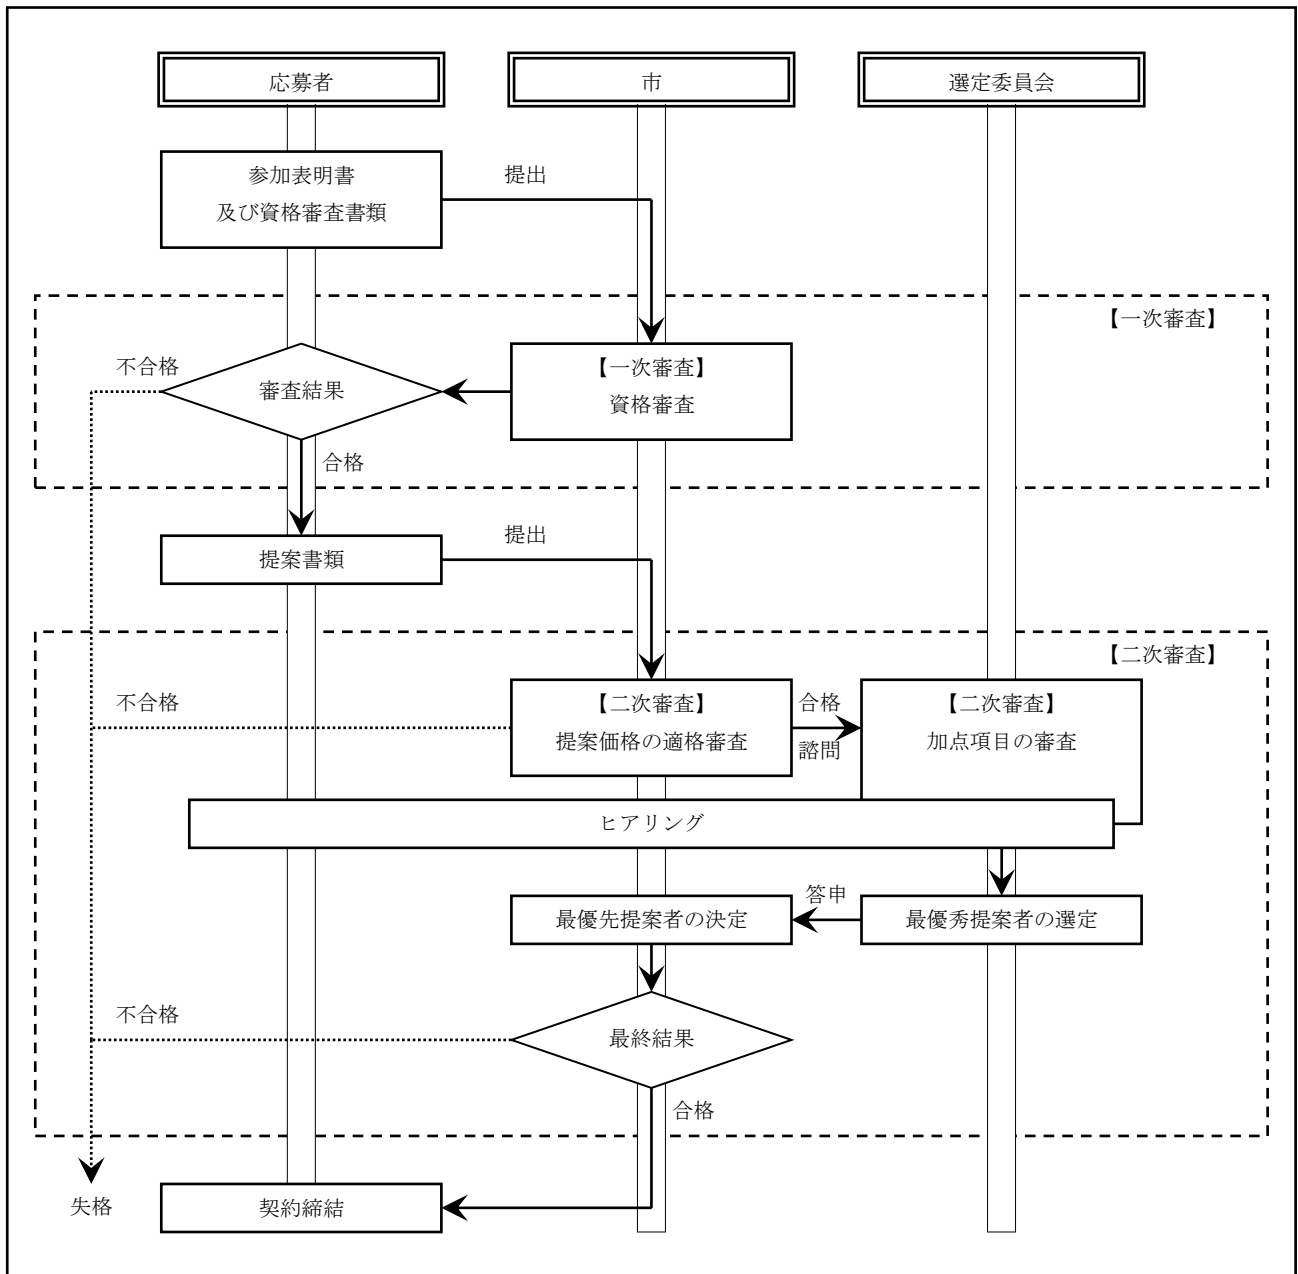 応募者
市
選定委員会
参加表明書
及び資格審査書類
提出
【一次審査】
不合格
審査結果
【一次審査】
資格審査
合格
提案書類
提出
【二次審査】
不合格
【二次審査】
提案価格の適格審査
合格
諮問
【二次審査】
加点項目の審査
ヒアリング
最優先提案者の決定
答申
最優秀提案者の選定
不合格
最終結果
合格
失格
契約締結